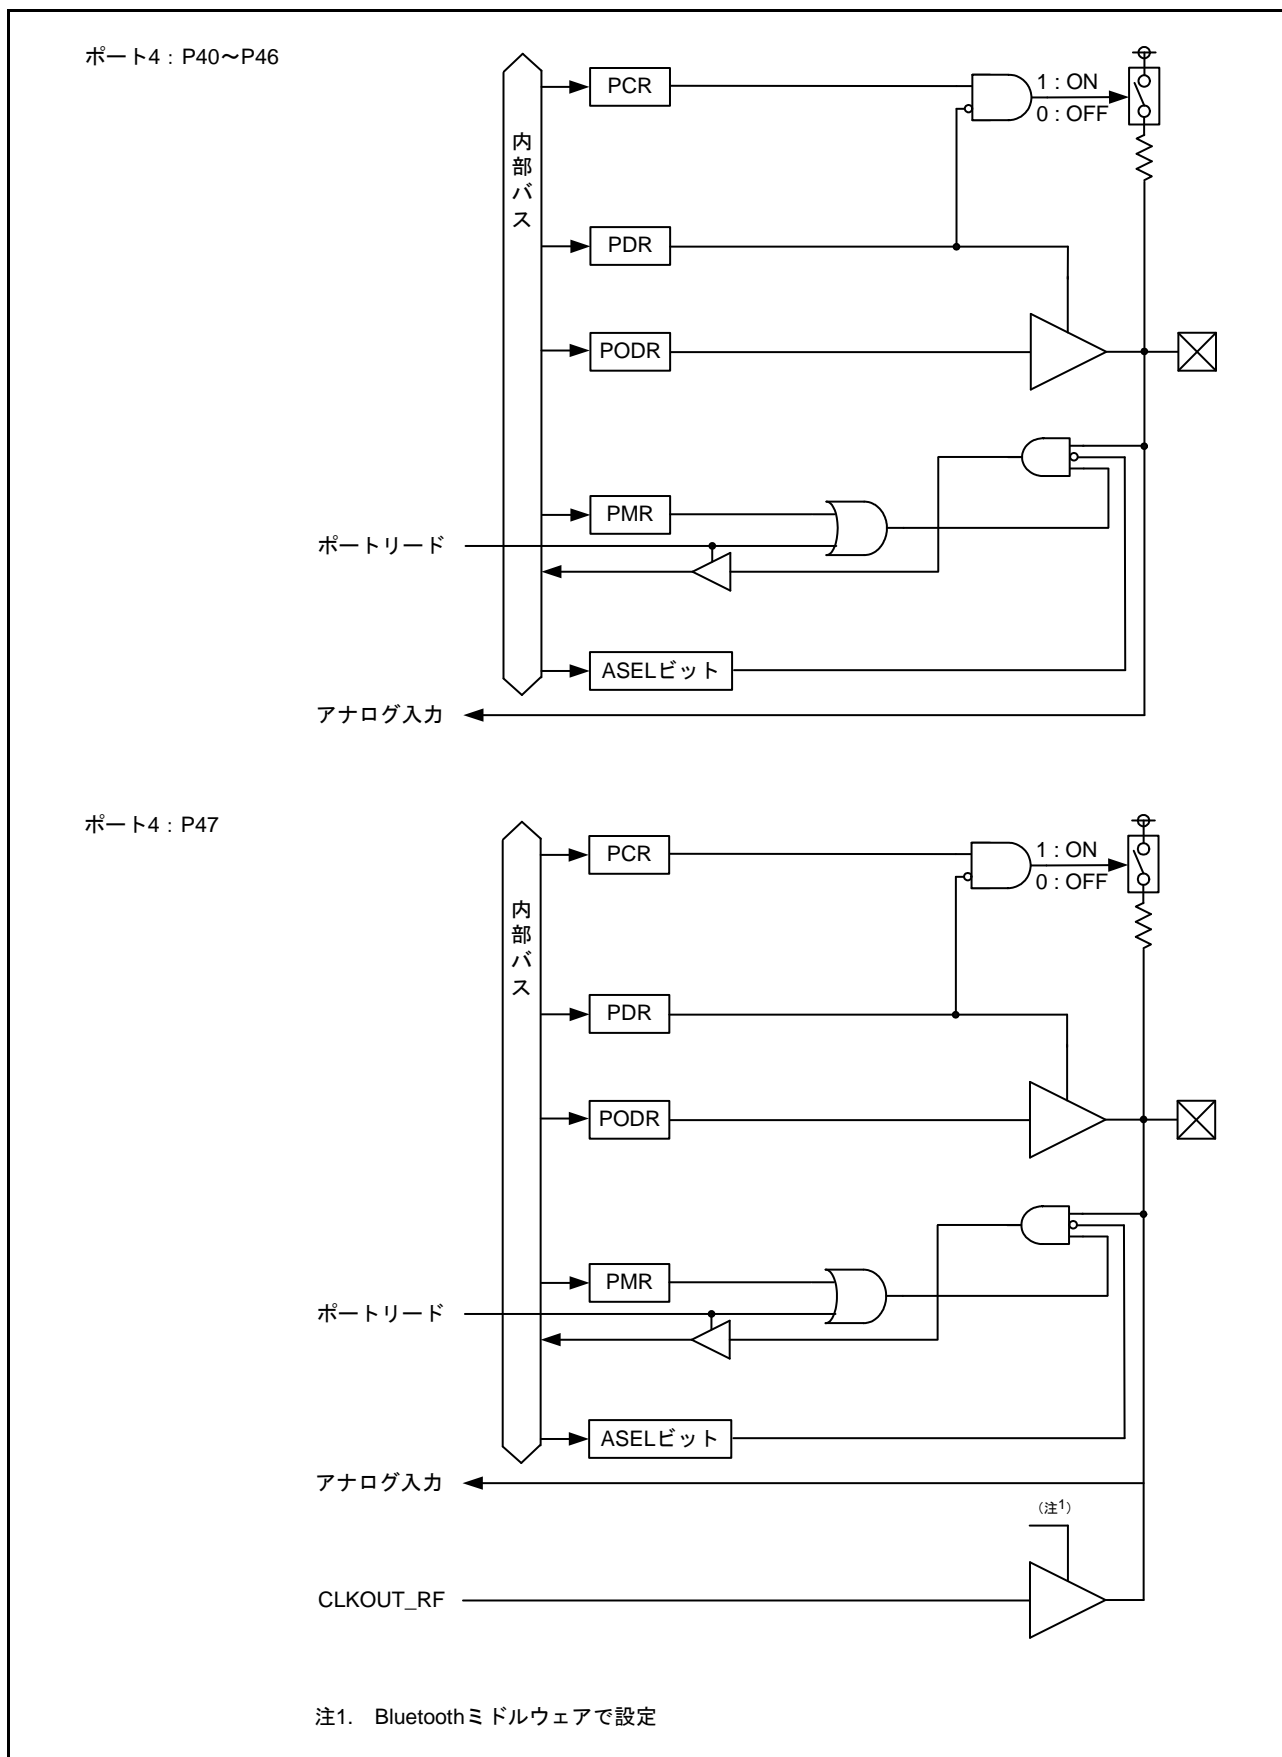 ポート4：P40～P46
PCR
1 : ON
0 : OFF
内部バス
PDR
PODR
PMR
ポートリード
ASELビット
アナログ入力
ポート4：P47
PCR
1 : ON
0 : OFF
内部バス
PDR
PODR
PMR
ポートリード
ASELビット
アナログ入力
（注1）
CLKOUT_RF
注1. Bluetoothミドルウェアで設定